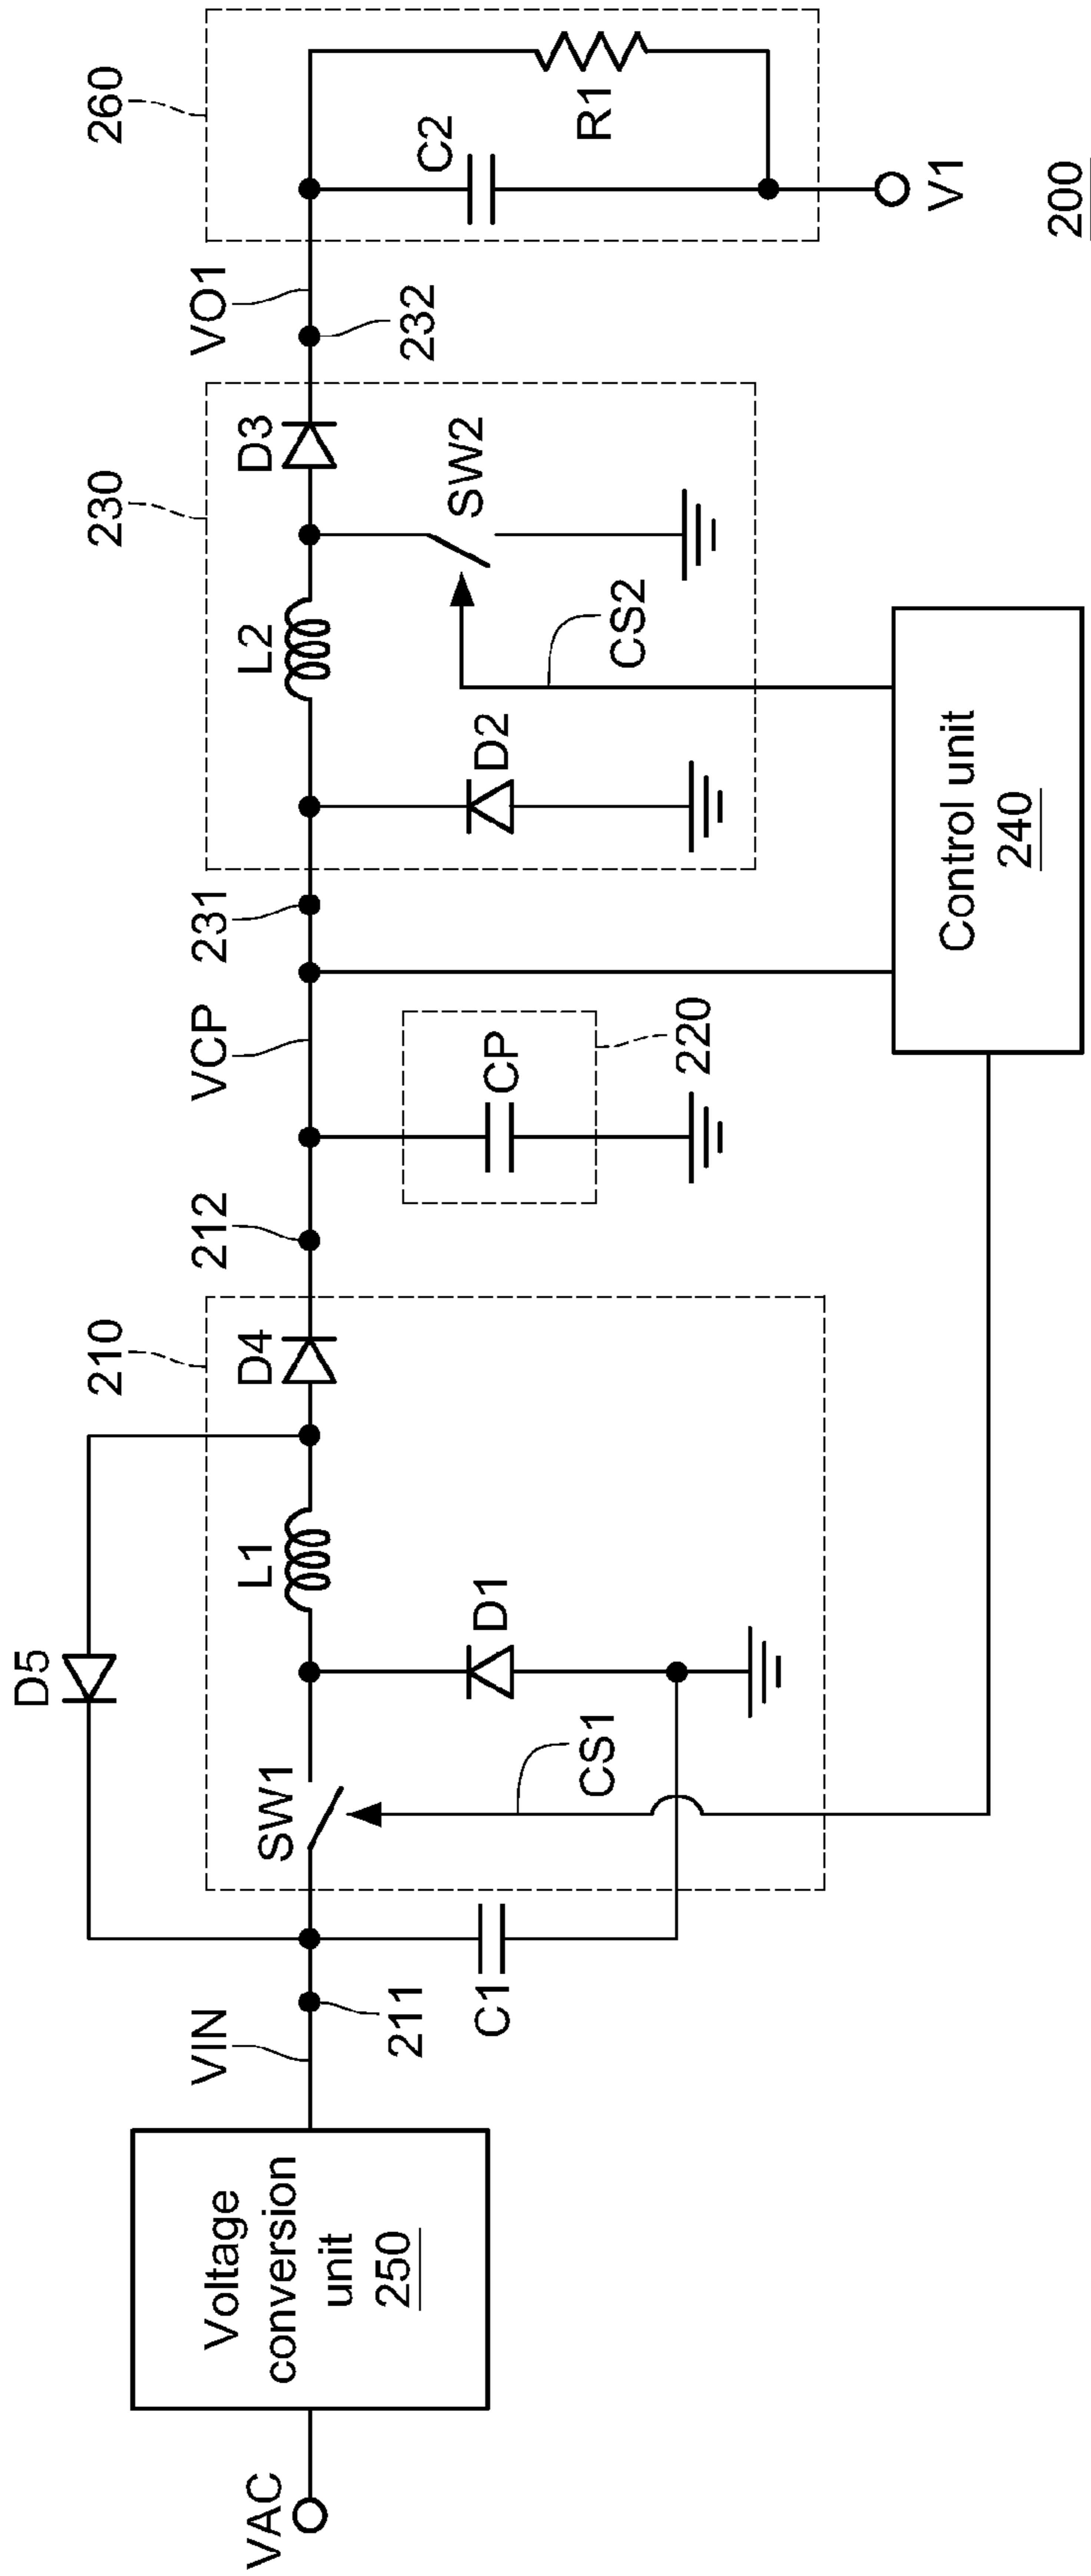 VAC
Voltage
conversion
unit
250
VIN
211
C1
D5
210
SW1
CS1
L1
D1
D4
212
VCP
CP
220
231
230
D2
L2
CS2
SW2
D3
Control unit
240
VO1
232
260
C2
R1
V1
200